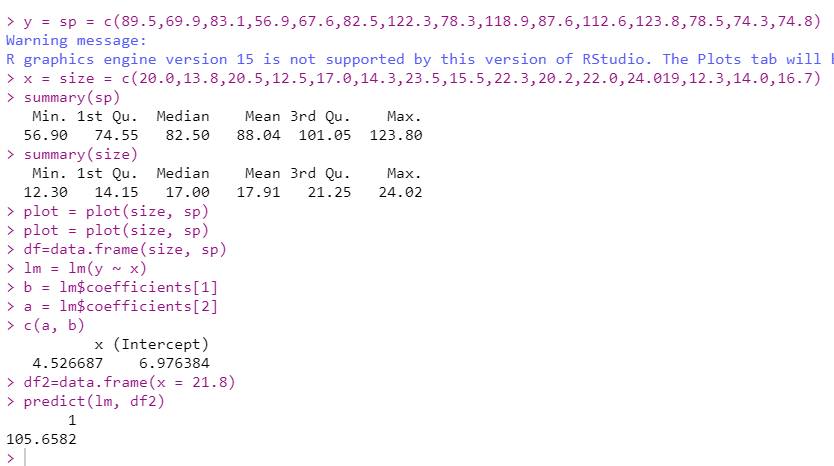 > y = sp = c(89.5,69.9,83.1,56.9,67.6,82.5,122.3,78.3,118.9,87.6,112.6,123.8,78.5,74.3,74.8)
Warning message:
R graphics engine version 15 is not supported by this version of RStudio. The Plots tab will
> x = size = c(20.0,13.8,20.5,12.5,17.0,14.3,23.5,15.5,22.3,20.2,22.0,24.019,12.3,14.0,16.7)
> summary(sp)
   Min. 1st Qu.  Median    Mean 3rd Qu.    Max.
  56.90   74.55   82.50   88.04  101.05  123.80
> summary(size)
   Min. 1st Qu.  Median    Mean 3rd Qu.    Max.
  12.30   14.15   17.00   17.91   21.25   24.02
> plot = plot(size, sp)
> plot = plot(size, sp)
> df=data.frame(size, sp)
> lm = lm(y ~ x)
> b = lm$coefficients[1]
> a = lm$coefficients[2]
> c(a, b)
          x (Intercept)
   4.526687    6.976384
> df2=data.frame(x = 21.8)
> predict(lm, df2)
       1
105.6582
>